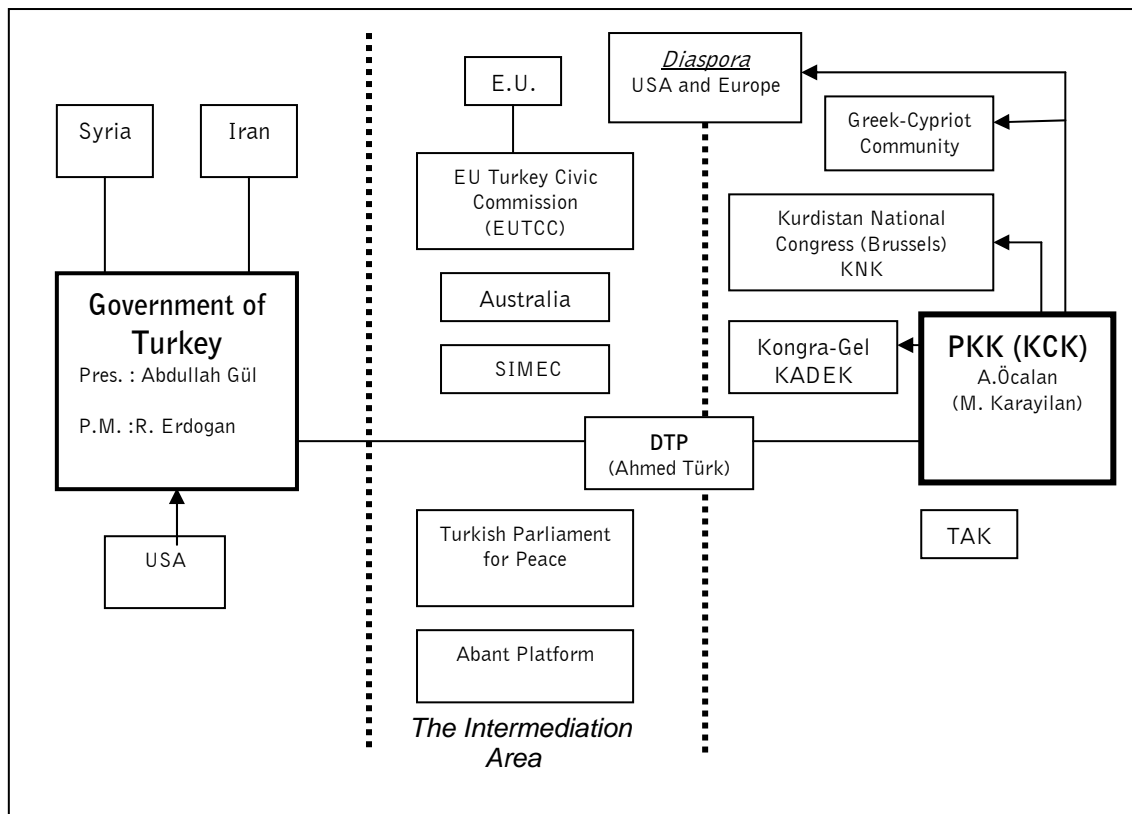 Diaspora
USA and Europe
E.U.
Syria
Iran
Greek-Cypriot
Community
EU Turkey Civic
Commission
(EUTCC)
Kurdistan National
Congress (Brussels)
KNK
Australia
Government of
Turkey
Pres. : Abdullah Gül
P.M. :R. Erdogan
SIMEC
Kongra-Gel
KADEK
PKK (KCK)
A.Öcalan
(M. Karayilan)
DTP
(Ahmed Türk)
Turkish Parliament
for Peace
TAK
USA
Abant Platform
The Intermediation
Area